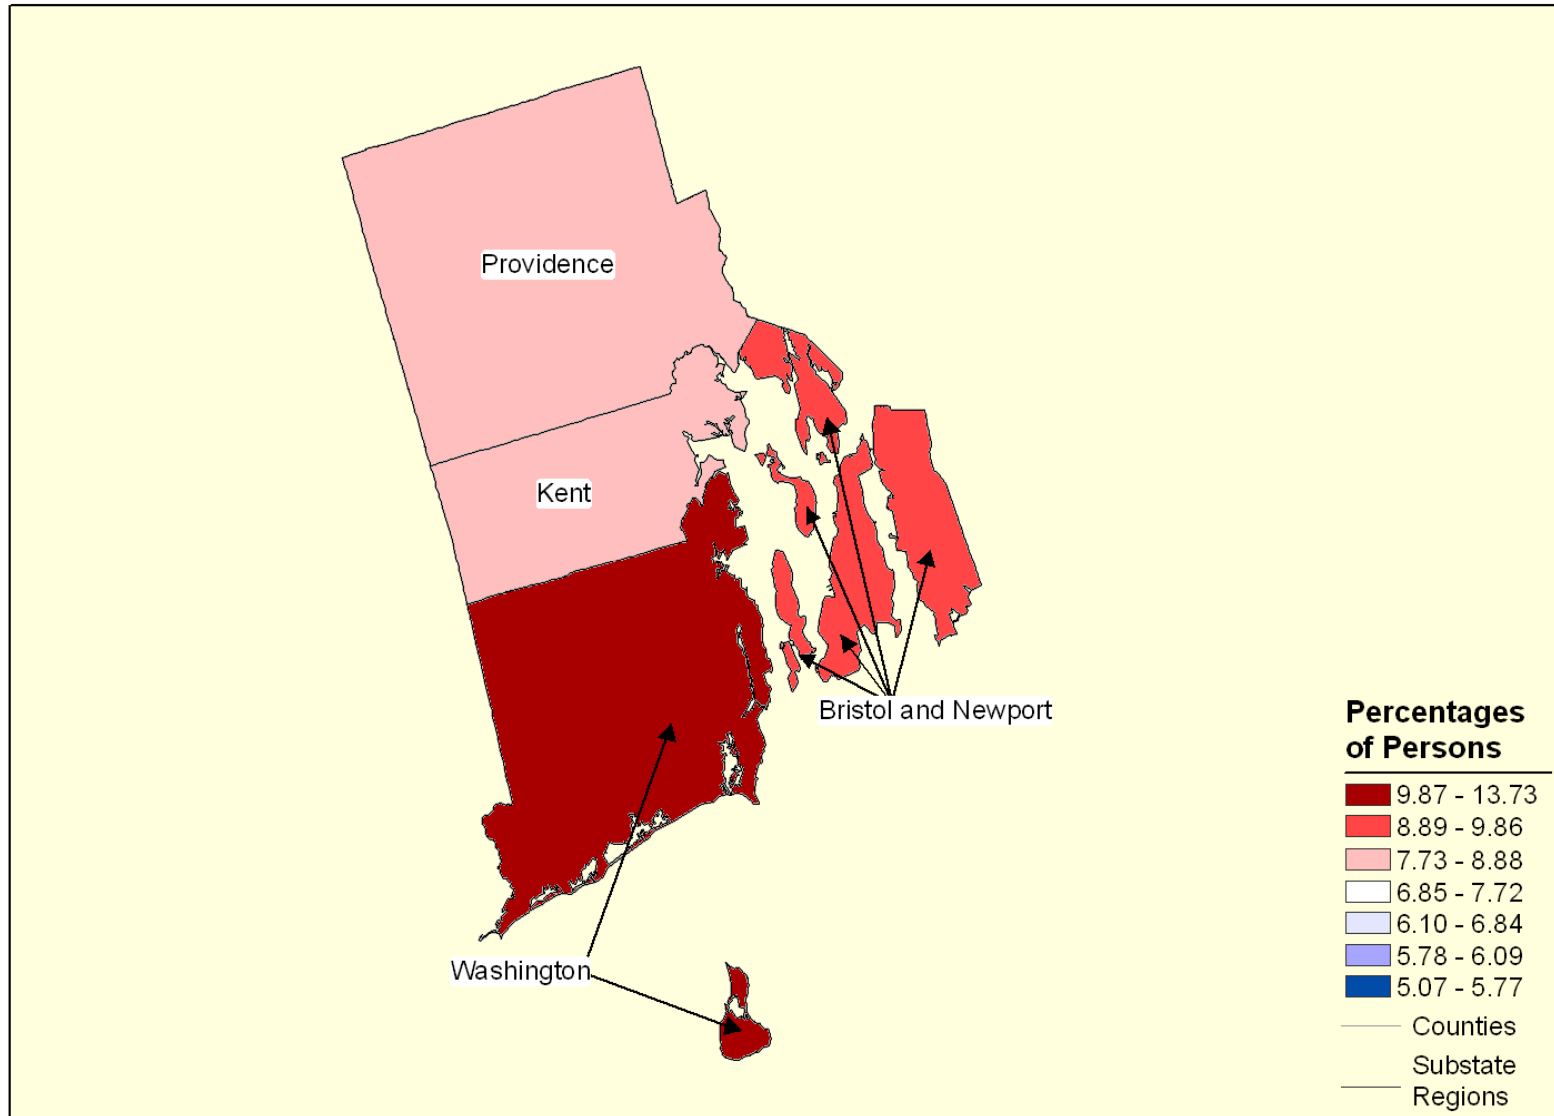 Providence
Kent
Bristol and Newport
Washington
Percentages
of Persons
9.87 - 13.73
8.89 - 9.86
7.73 - 8.88
6.85 - 7.72
6.10 - 6.84
5.78 - 6.09
5.07 - 5.77
Counties
Substate
Regions